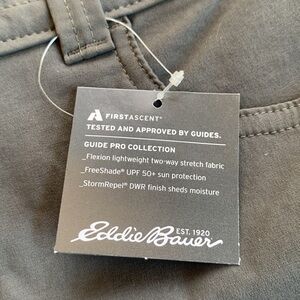 FIRSTASCENT®
TESTED AND APPROVED BY GUIDES.
GUIDE PRO COLLECTION
_Flexion lightweight two-way stretch fabric
_FreeShade® UPF 50+ sun protection
_StormRepel® DWR finish sheds moisture
EST. 1920
Eddie Bauer